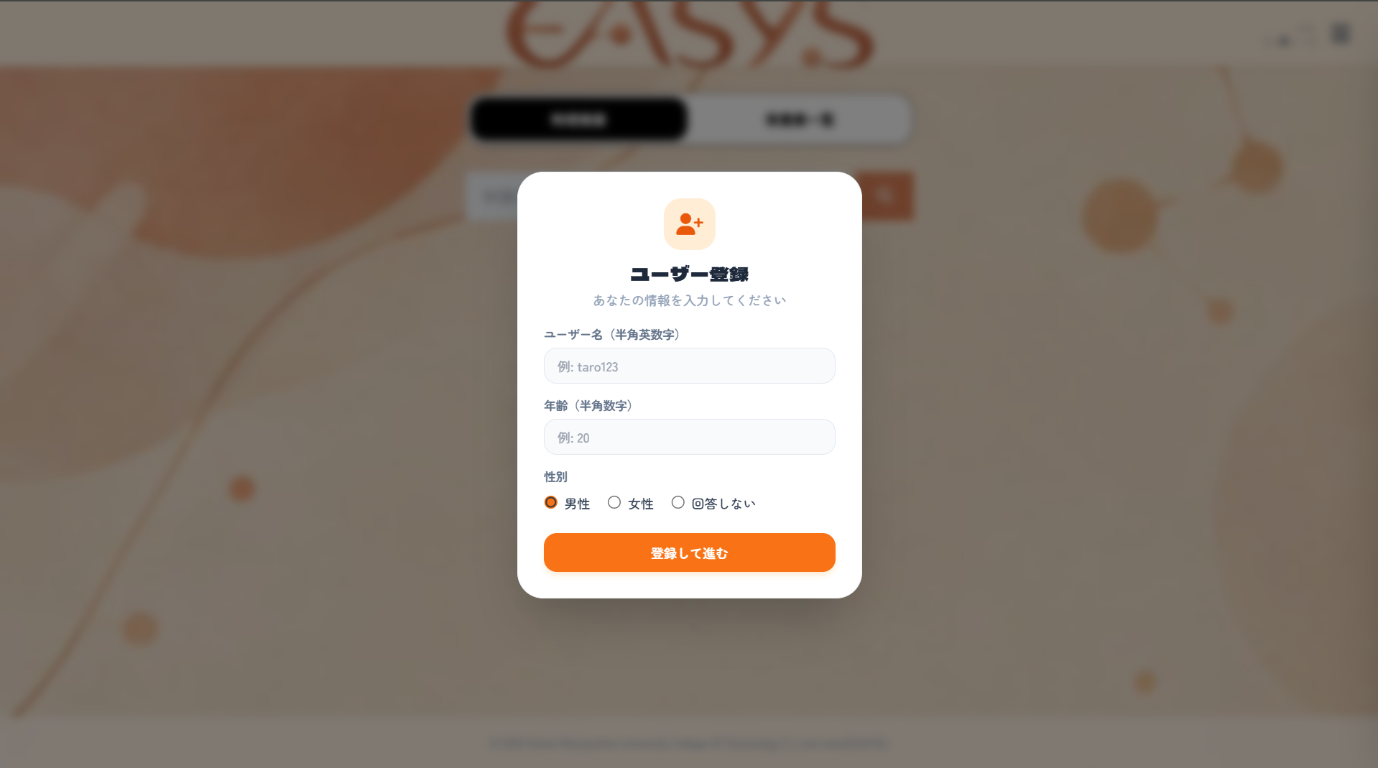 EASYS
ユーザー登録
あなたの情報を入力してください
ユーザー名（半角英数字）
例: taro123
年齢（半角数字）
例: 20
性別
男性 女性 回答しない
登録して進む